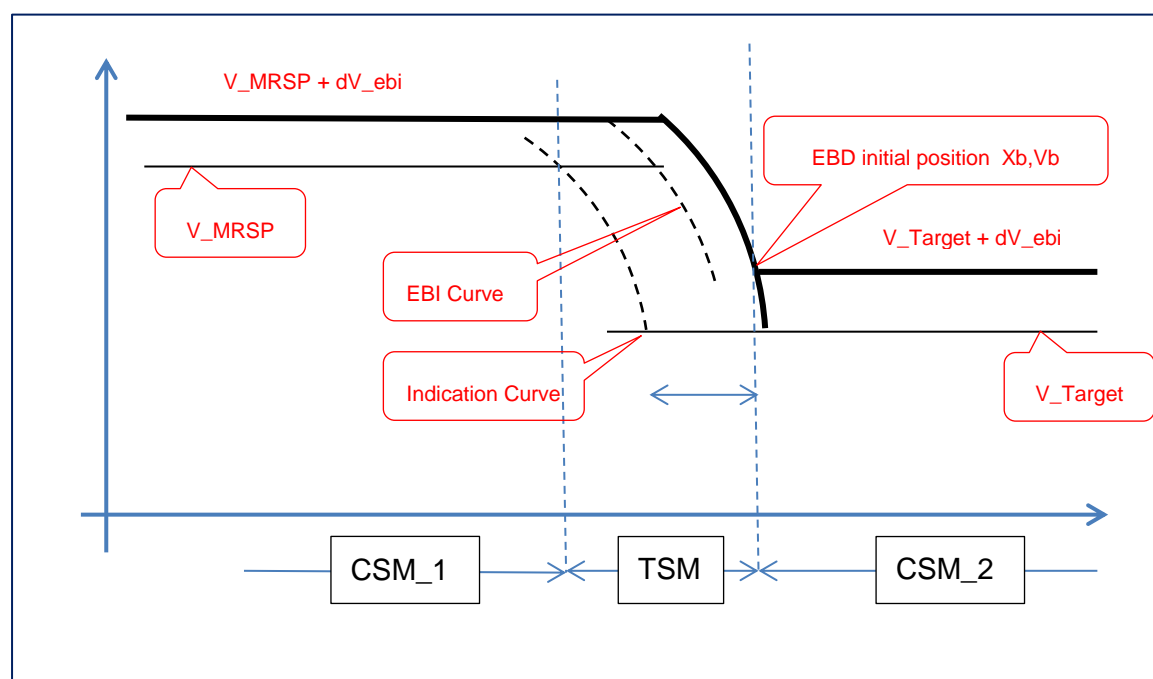 V_MRSP + dV_ebi
EBD initial position  Xb,Vb
V_MRSP
V_Target + dV_ebi
EBI Curve
Indication Curve
V_Target
CSM_1
TSM
CSM_2